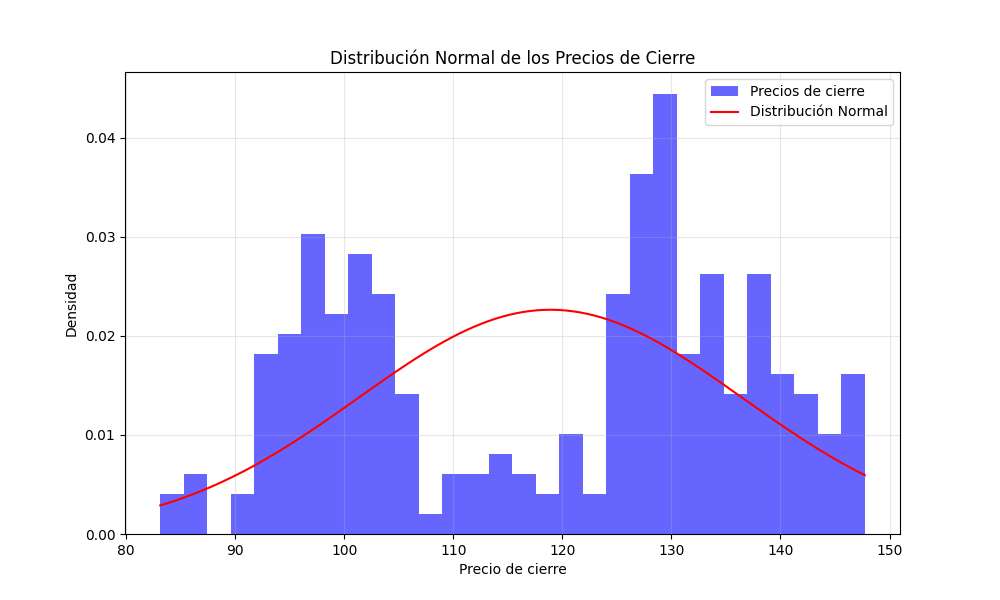 Distribución Normal de los Precios de Cierre
Precios de cierre
Distribución Normal
Densidad
0.04
0.03
0.02
0.01
0.00
80 90 100 110 120 130 140 150
Precio de cierre